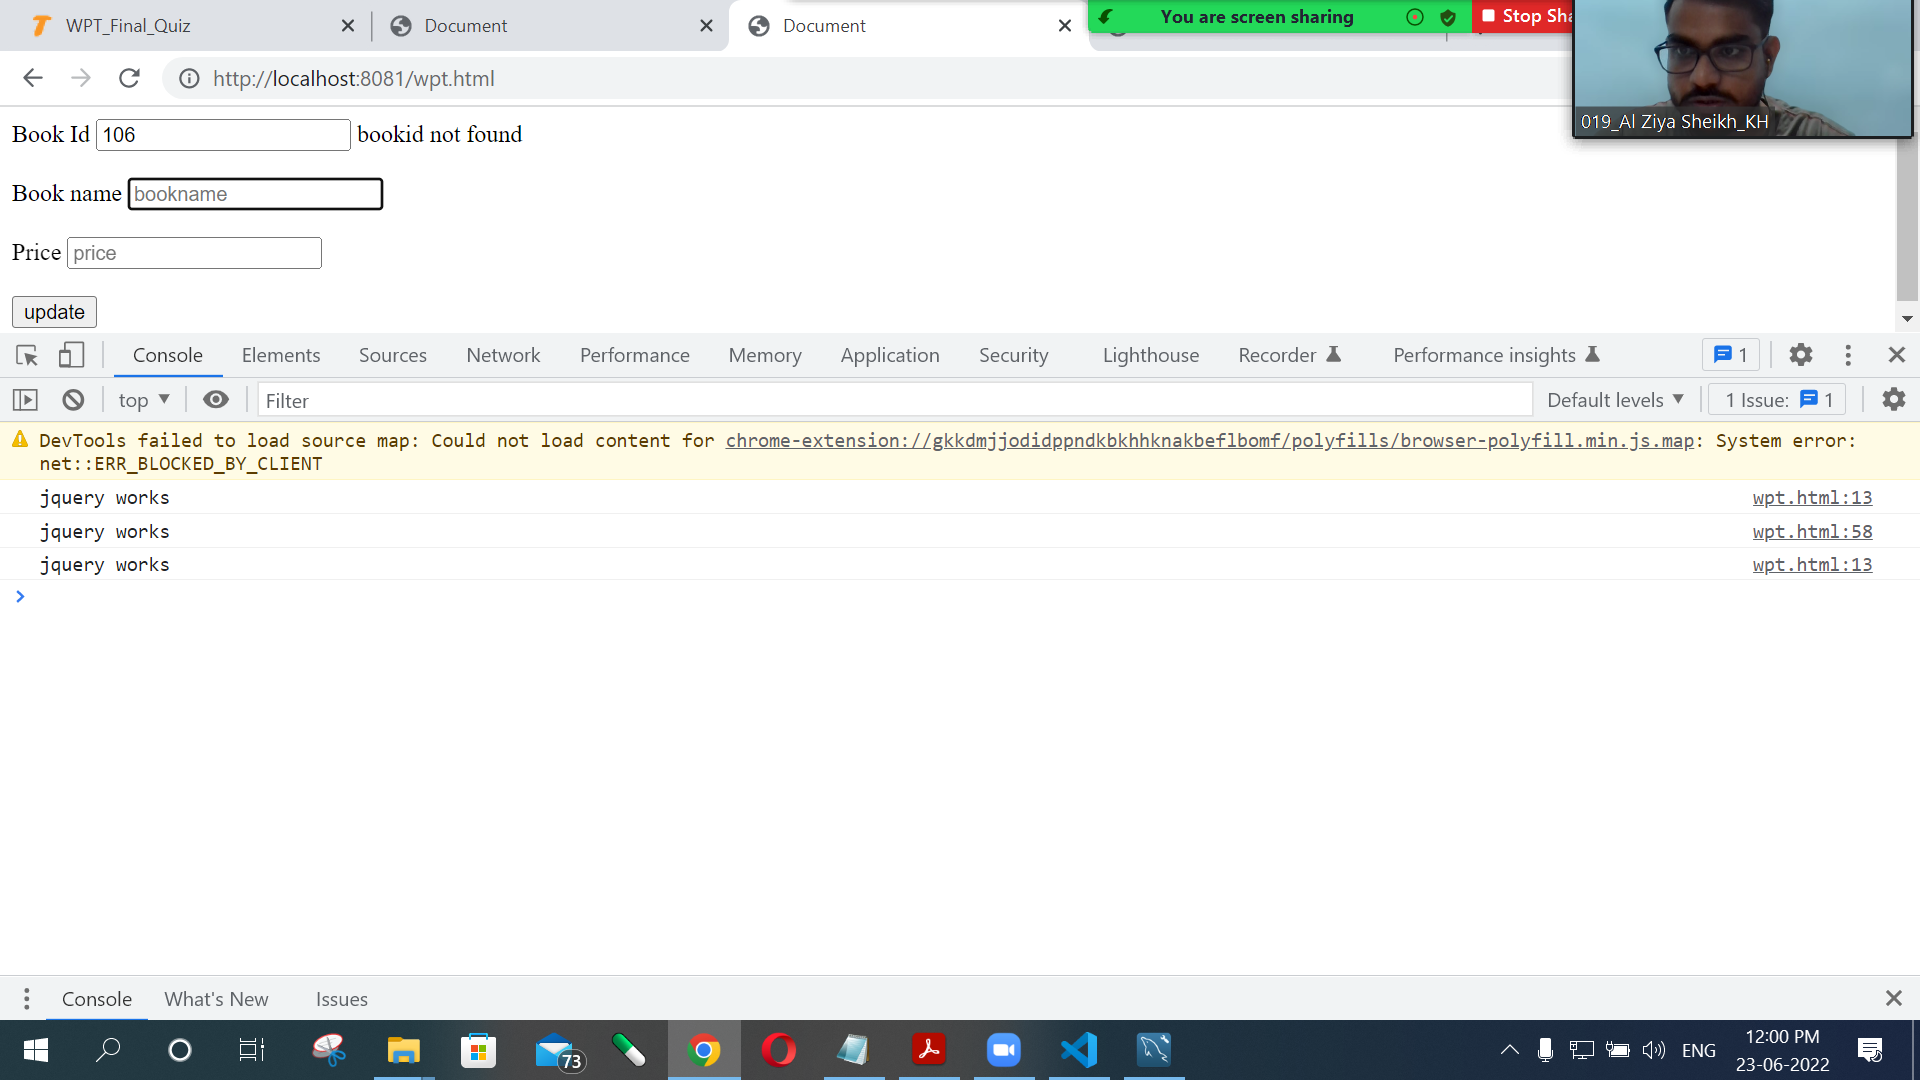 WPT_Final_Quiz
Document
Document
You are screen sharing
Stop Sha
http://localhost:8081/wpt.html
019_Al Ziya Sheikh_KH
Book Id 106 bookid not found
Book name bookname
Price price
update
Console Elements Sources Network Performance Memory Application Security Lighthouse Recorder Performance insights 1
top Filter Default levels 1 Issue: 1
DevTools failed to load source map: Could not load content for chrome-extension://gkkdmjjodidppndkbkhhknakbeflbomf/polyfills/browser-polyfill.min.js.map: System error:
net::ERR_BLOCKED_BY_CLIENT
jquery works wpt.html:13
jquery works wpt.html:58
jquery works wpt.html:13
Console What's New Issues
73
ENG
12:00 PM
23-06-2022